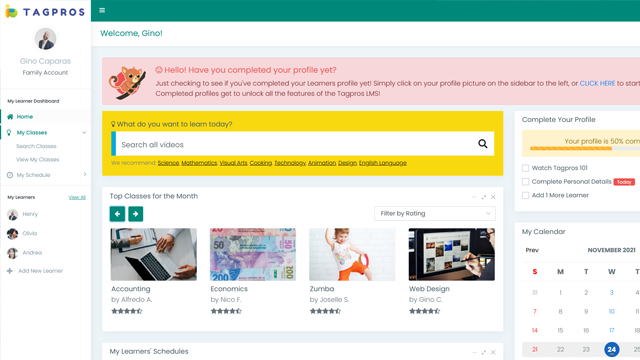 TAGPROS
Gino Caparas
Family Account
My Learner Dashboard
Home
My Classes
Search Classes
View My Classes
My Schedule
My Learners
View All
Henry
Olivia
Andrea
Add New Learner
Welcome, Gino!
Hello! Have you completed your profile yet?
Just checking to see if you've completed your Learners profile yet! Simply click on your profile picture on the sidebar to the left, or CLICK HERE to start
Completed profiles get to unlock all the features of the Tagpros LMS!
What do you want to learn today?
Search all videos
We recommend: Science, Mathematics, Visual Arts, Cooking, Technology, Animation, Design, English Language
Top Classes for the Month
Filter by Rating
Accounting
by Alfredo A.
Economics
by Nico F.
Zumba
by Joselle S.
Web Design
by Gino C.
My Learners' Schedules
Complete Your Profile
Your profile is 50% com
Watch Tagpros 101
Complete Personal Details Today
Add 1 More Learner
My Calendar
Prev NOVEMBER 2021
S M T W T
31 1 2 3 4
7 8 9 10 11
14 15 16 17 18
21 22 23 24 25